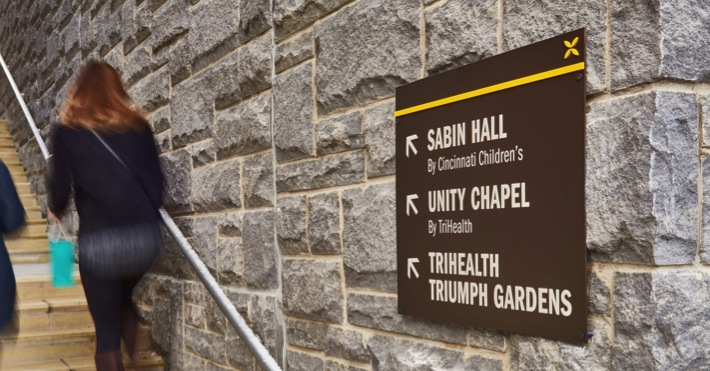 SABIN HALL
By Cincinnati Children's
UNITY CHAPEL
By TriHealth
TRIHEALTH
TRIUMPH GARDENS